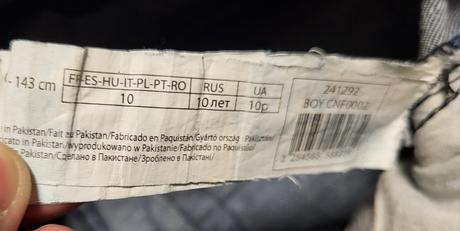 143 cm
FR-ES-HU-IT-PL-PT-RO RUS UA
10 10 лет 10р
in Pakistan/Fait au Pakistan/Fabricado en Paquistán/Gyártó ország: Pakisztán/
icato in Pakistan/wyprodukowano w Pakistanie/Fabricado no Paquistão/
Pakistan/Сделано в Пакистане/Зроблено в Пакистані/
241292
BOY CNF0002